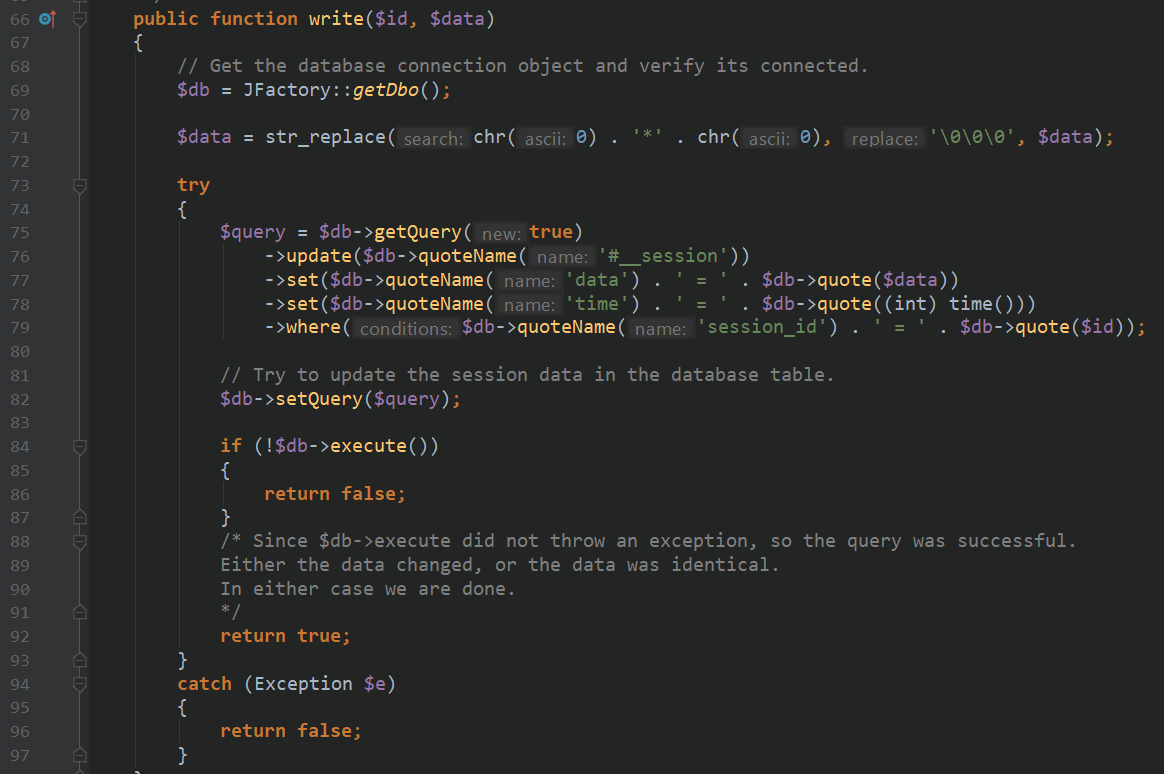 66 public function write($id, $data)
67 {
68 // Get the database connection object and verify its connected.
69 $db = JFactory::getDbo();
70
71 $data = str_replace( search: chr( ascii: 0) . '*' . chr( ascii: 0), replace: '\0\0\0', $data);
72
73 try
74 {
75 $query = $db->getQuery( new: true)
76 ->update($db->quoteName( name: '#__session'))
77 ->set($db->quoteName( name: 'data') . ' = ' . $db->quote($data))
78 ->set($db->quoteName( name: 'time') . ' = ' . $db->quote((int) time()))
79 ->where( conditions: $db->quoteName( name: 'session_id') . ' = ' . $db->quote($id));
80
81 // Try to update the session data in the database table.
82 $db->setQuery($query);
83
84 if (!$db->execute())
85 {
86 return false;
87 }
88 /* Since $db->execute did not throw an exception, so the query was successful.
89 Either the data changed, or the data was identical.
90 In either case we are done.
91 */
92 return true;
93 }
94 catch (Exception $e)
95 {
96 return false;
97 }